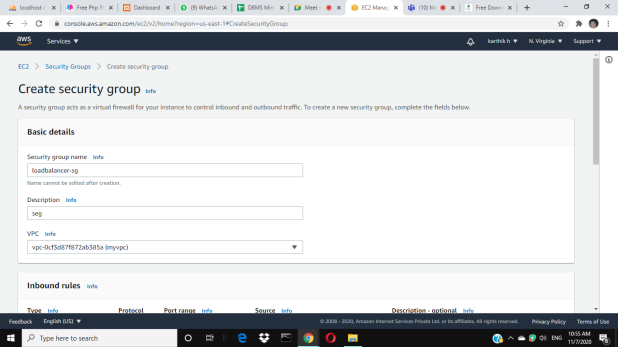 localhost /
Free Php F
Dashboard
(8) WhatsA
DBMS Mini
Meet –
EC2 Manag
(10) M
Free Down
console.aws.amazon.com/ec2/v2/home?region=us-east-1#CreateSecurityGroup:
aws Services karthik h N. Virginia Support
EC2 > Security Groups > Create security group
Create security group Info
A security group acts as a virtual firewall for your instance to control inbound and outbound traffic. To create a new security group, complete the fields below.
Basic details
Security group name Info
loadbalancer-sg
Name cannot be edited after creation.
Description Info
seg
VPC Info
vpc-0cf3d87f872ab385a (myvpc)
Inbound rules Info
Type Info Protocol Port range Info Source Info Description - optional Info
Feedback English (US) © 2008 - 2020, Amazon Internet Services Private Ltd. or its affiliates. All rights reserved. Privacy Policy Terms of Use
Type here to search
ENG
10:55 AM
11/7/2020